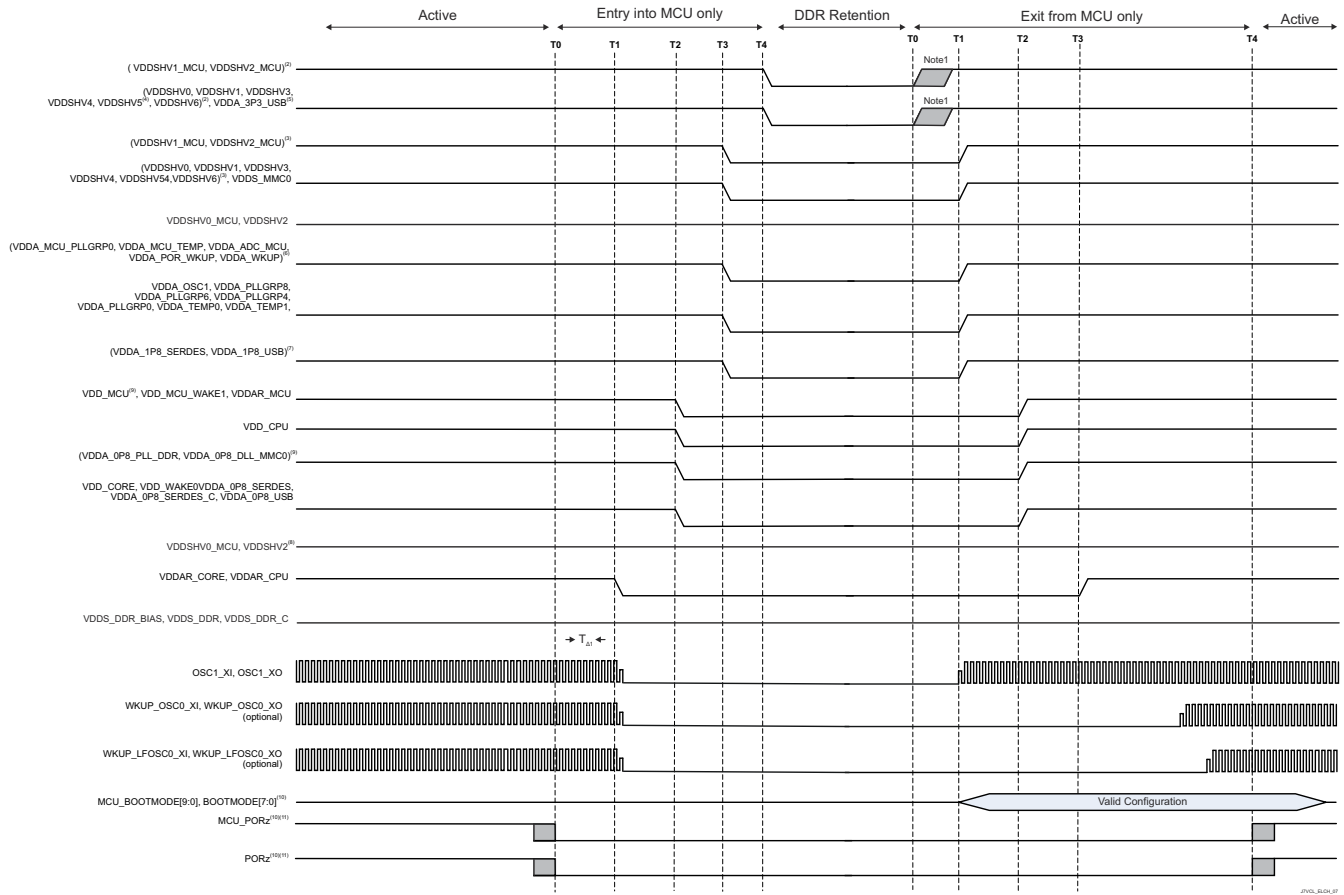 Active
Entry into MCU only
DDR Retention
Exit from MCU only
Active
T0
T1
T2
T3
T4
T0
T1
T2
T3
T4
( VDDSHV1_MCU, VDDSHV2_MCU)(2)
Note1
(VDDSHV0, VDDSHV1, VDDSHV3,
VDDSHV4, VDDSHV5(4), VDDSHV6)(2), VDDA_3P3_USB(5)
Note1
(VDDSHV1_MCU, VDDSHV2_MCU)(3)
(VDDSHV0, VDDSHV1, VDDSHV3,
VDDSHV4, VDDSHV54,VDDSHV6)(3), VDDS_MMC0
VDDSHV0_MCU, VDDSHV2
(VDDA_MCU_PLLGRP0, VDDA_MCU_TEMP, VDDA_ADC_MCU,
VDDA_POR_WKUP, VDDA_WKUP)(6)
VDDA_OSC1, VDDA_PLLGRP8,
VDDA_PLLGRP6, VDDA_PLLGRP4,
VDDA_PLLGRP0, VDDA_TEMP0, VDDA_TEMP1,
(VDDA_1P8_SERDES, VDDA_1P8_USB)(7)
VDD_MCU(9), VDD_MCU_WAKE1, VDDAR_MCU
VDD_CPU
(VDDA_0P8_PLL_DDR, VDDA_0P8_DLL_MMC0)(9)
VDD_CORE, VDD_WAKE0VDDA_0P8_SERDES,
VDDA_0P8_SERDES_C, VDDA_0P8_USB
VDDSHV0_MCU, VDDSHV2(8)
VDDAR_CORE, VDDAR_CPU
VDDS_DDR_BIAS, VDDS_DDR, VDDS_DDR_C
TΔ1
OSC1_XI, OSC1_XO
WKUP_OSC0_XI, WKUP_OSC0_XO
(optional)
WKUP_LFOSC0_XI, WKUP_LFOSC0_XO
(optional)
MCU_BOOTMODE[9:0], BOOTMODE[7:0](10)
Valid Configuration
MCU_PORz(10)(11)
PORz(10)(11)
J7VCL_ELCH_07